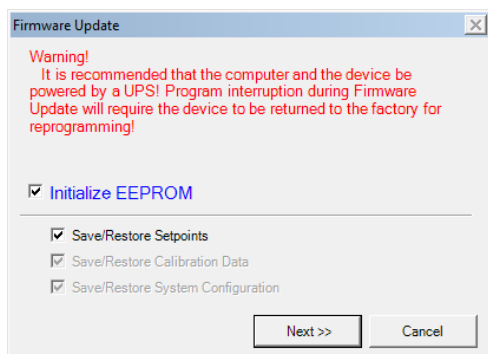 Firmware Update
Warning!
It is recommended that the computer and the device be
powered by a UPS! Program interruption during Firmware
Update will require the device to be returned to the factory for
reprogramming!
Initialize EEPROM
Save/Restore Setpoints
Save/Restore Calibration Data
Save/Restore System Configuration
Next >>
Cancel